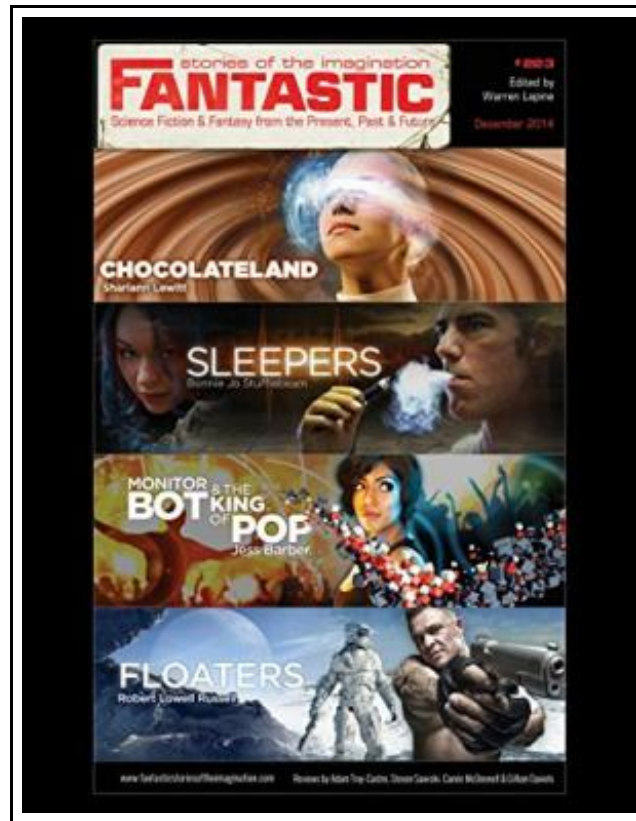 stories of the imagination
FANTASTIC
Science Fiction & Fantasy from the Present, Past & Future
#223
Edited by
Warren Lapine
December 2014
CHOCOLATELAND
Shariann Lewitt
SLEEPERS
Bonnie Jo Stufflebeam
MONITOR
BOT & THE
KING
OF POP
Jess Barber
FLOATERS
Robert Lowell Russell
www.fantasticstoriesoftheimagination.com
Reviews by Adam-Troy Castro, Steven Sawicki, Carole McDonnell & Gillian Daniels